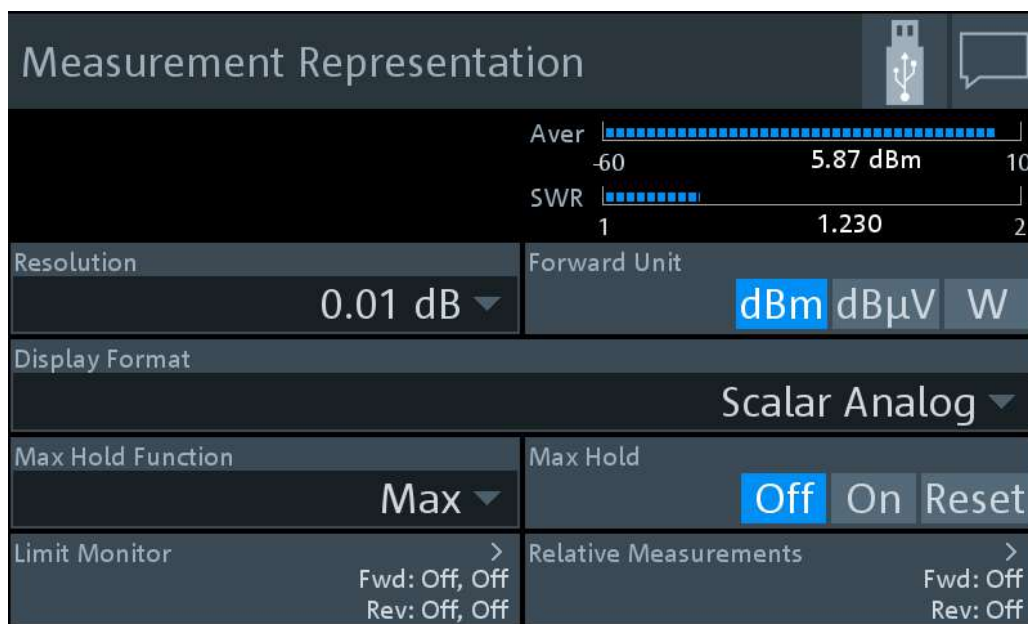 Measurement Representation
Aver
-60 5.87 dBm 10
SWR
1 1.230 2
Resolution
0.01 dB
Forward Unit
dBm dBµV W
Display Format
Scalar Analog
Max Hold Function
Max
Max Hold
Off On Reset
Limit Monitor >
Fwd: Off, Off
Rev: Off, Off
Relative Measurements >
Fwd: Off
Rev: Off